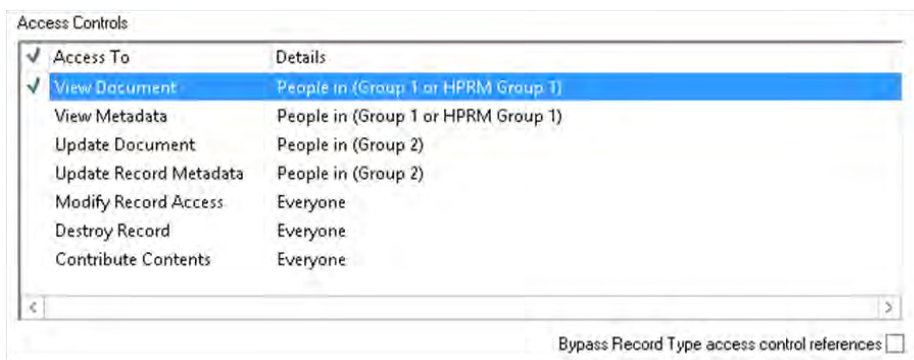 Access Controls
Access To Details
View Document People in (Group 1 or HPRM Group 1)
View Metadata People in (Group 1 or HPRM Group 1)
Update Document People in (Group 2)
Update Record Metadata People in (Group 2)
Modify Record Access Everyone
Destroy Record Everyone
Contribute Contents Everyone
Bypass Record Type access control references